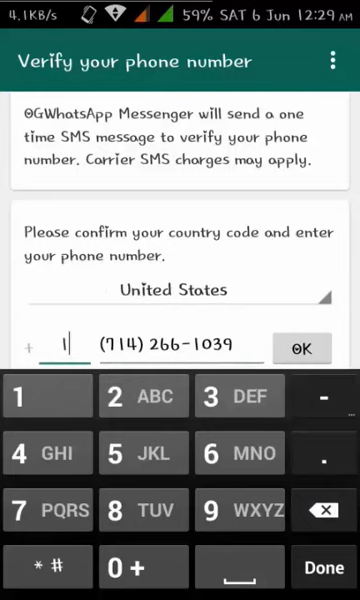 4.1KB/s 59% SAT 6 Jun 12:29 AM
Verify your phone number
OGWhatsApp Messenger will send a one
time SMS message to verify your phone
number. Carrier SMS charges may apply.
Please confirm your country code and enter
your phone number.
United States
+ 1 (714) 266-1039 OK
1 2 ABC 3 DEF -
4 GHI 5 JKL 6 MNO .
7 PQRS 8 TUV 9 WXYZ
* # 0 + Done